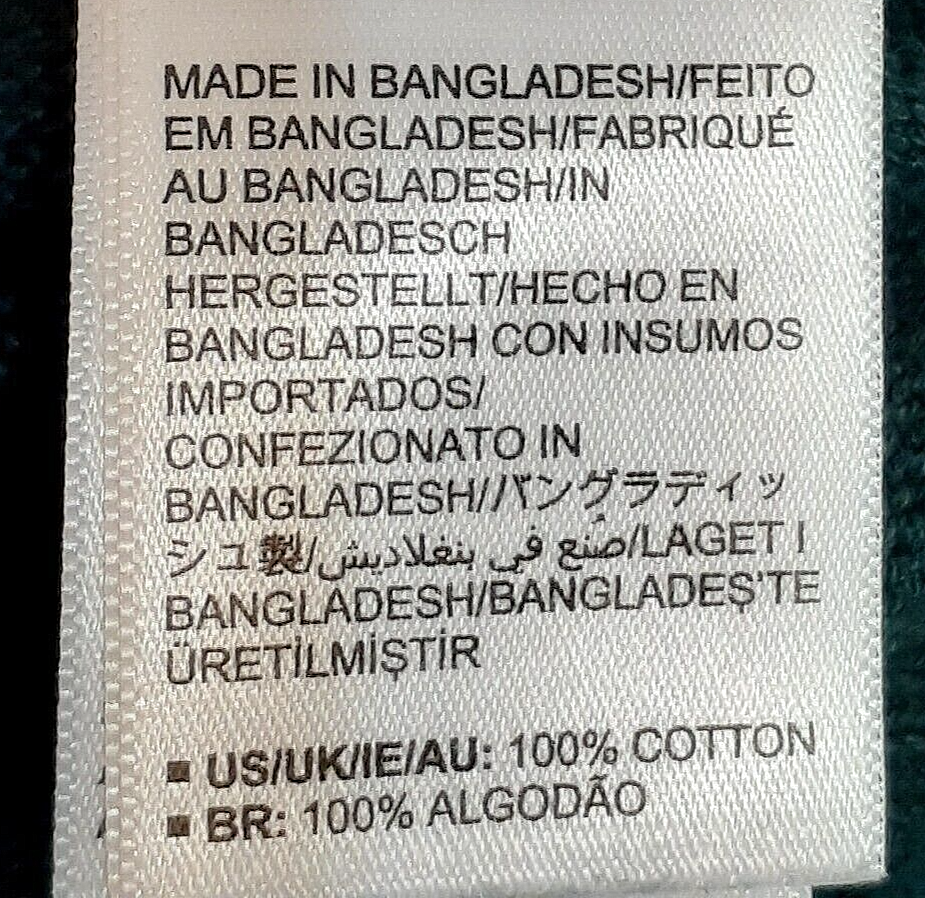 MADE IN BANGLADESH/FEITO
EM BANGLADESH/FABRIQUÉ
AU BANGLADESH/IN
BANGLADESCH
HERGESTELLT/HECHO EN
BANGLADESH CON INSUMOS
IMPORTADOS/
CONFEZIONATO IN
BANGLADESH//バングラディッ
シュ製/صنع في بنغلاديش/LAGET I
BANGLADESH/BANGLADEŞ'TE
ÜRETİLMİŞTİR
■ US/UK/IE/AU: 100% COTTON
■ BR: 100% ALGODÃO